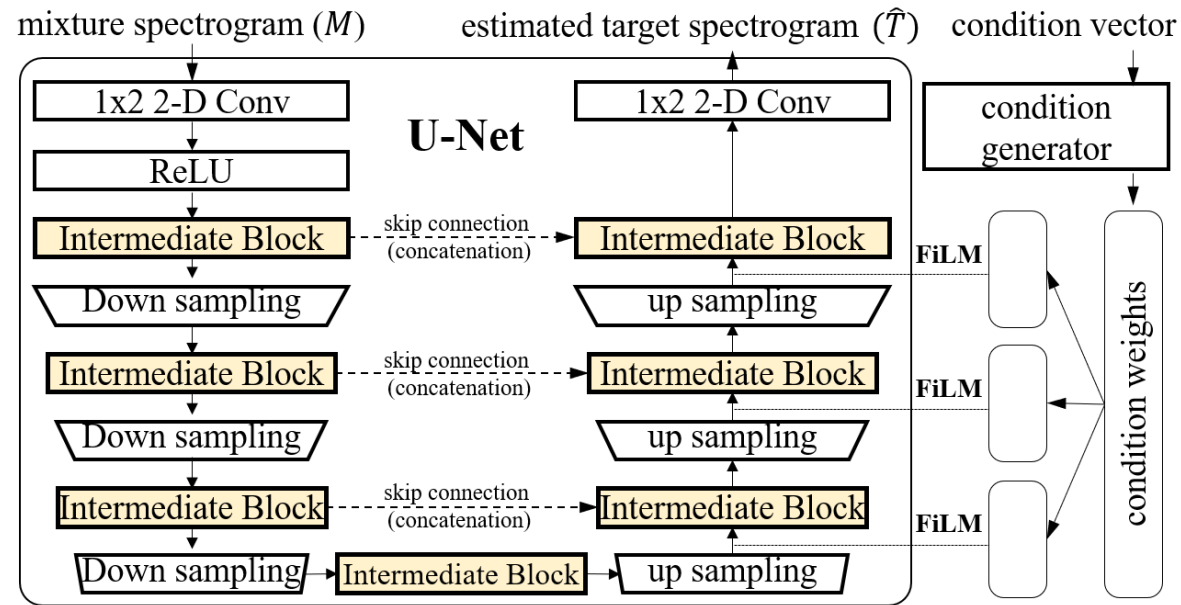 mixture spectrogram (M)
estimated target spectrogram (T̂)
condition vector
1x2 2-D Conv
1x2 2-D Conv
condition
generator
U-Net
ReLU
Intermediate Block
skip connection
(concatenation)
Intermediate Block
FiLM
Down sampling
up sampling
Intermediate Block
skip connection
(concatenation)
Intermediate Block
FiLM
Down sampling
up sampling
Intermediate Block
skip connection
(concatenation)
Intermediate Block
FiLM
Down sampling
Intermediate Block
up sampling
condition weights